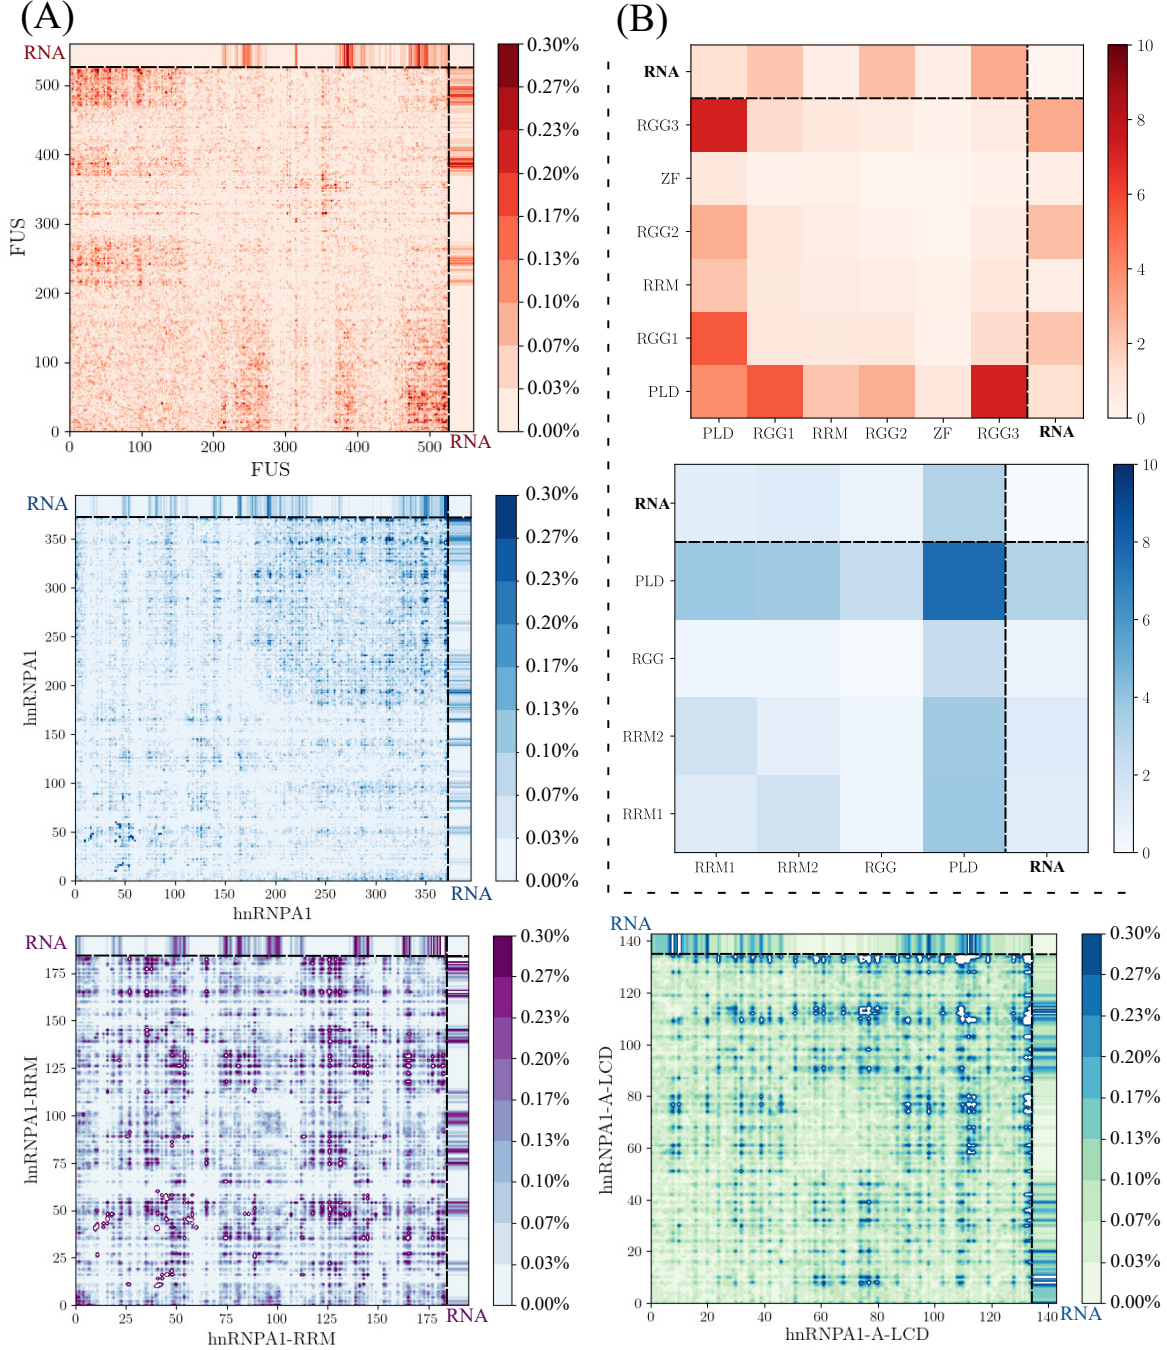 (A)
RNA
500
400
300
200
100
0
FUS
0 100 200 300 400 500 RNA
FUS
0.30%
0.27%
0.23%
0.20%
0.17%
0.13%
0.10%
0.07%
0.03%
0.00%
(B)
RNA
RGG3
ZF
RGG2
RRM
RGG1
PLD
PLD RGG1 RRM RGG2 ZF RGG3 RNA
10
8
6
4
2
0
RNA
350
300
250
200
150
100
50
0
hnRNPA1
0 50 100 150 200 250 300 350 RNA
hnRNPA1
0.30%
0.27%
0.23%
0.20%
0.17%
0.13%
0.10%
0.07%
0.03%
0.00%
RNA
PLD
RGG
RRM2
RRM1
RRM1 RRM2 RGG PLD RNA
10
8
6
4
2
0
RNA
175
150
125
100
75
50
25
0
hnRNPA1-RRM
0 25 50 75 100 125 150 175 RNA
hnRNPA1-RRM
0.30%
0.27%
0.23%
0.20%
0.17%
0.13%
0.10%
0.07%
0.03%
0.00%
RNA
140
120
100
80
60
40
20
0
hnRNPA1-A-LCD
0 20 40 60 80 100 120 140 RNA
hnRNPA1-A-LCD
0.30%
0.27%
0.23%
0.20%
0.17%
0.13%
0.10%
0.07%
0.03%
0.00%